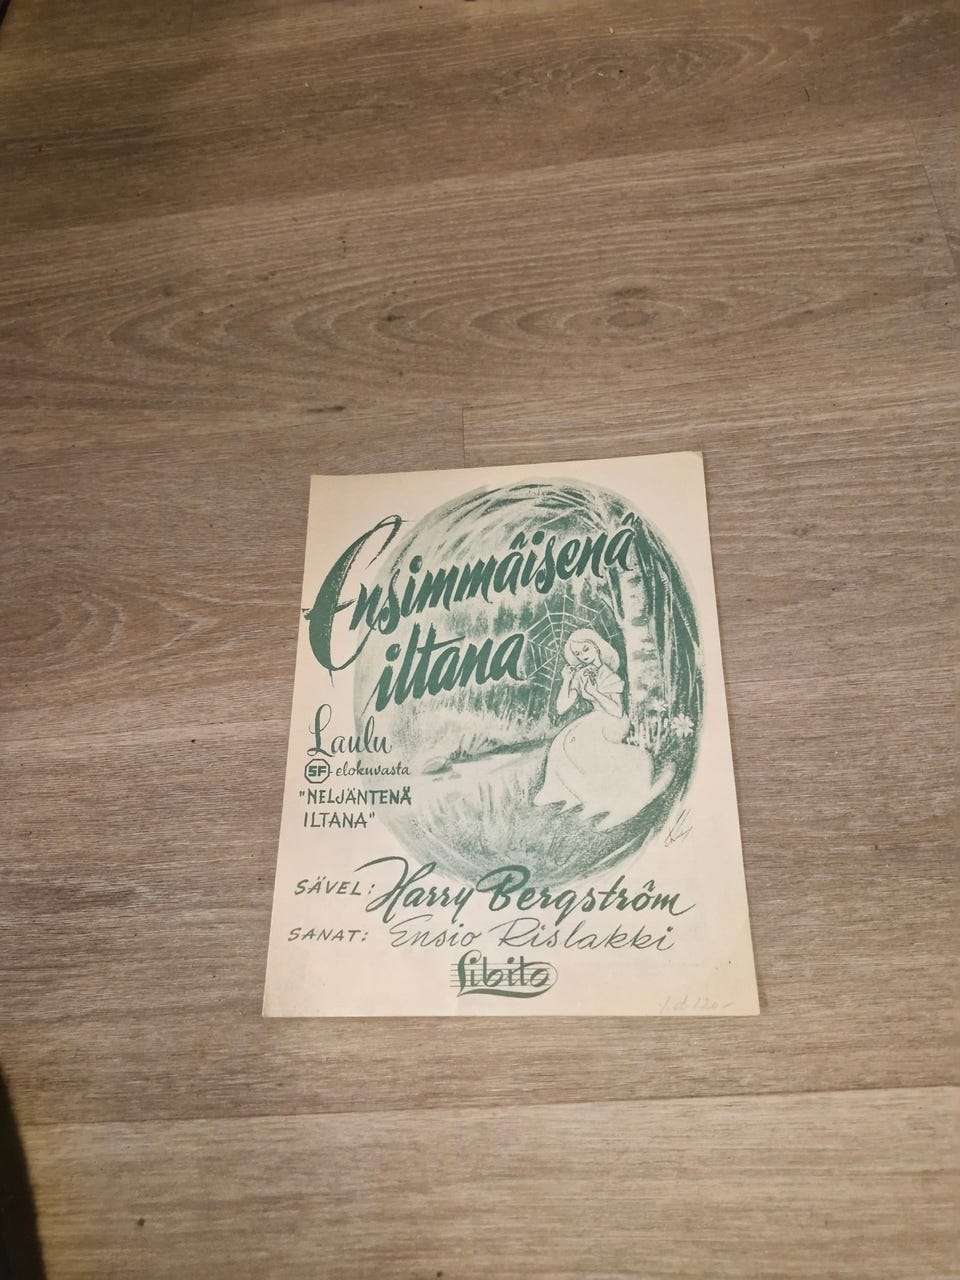 Ensimmäisenä
iltana
Laulu
SF-elokuvasta
"NELJÄNTENÄ
ILTANA"
SÄVEL: Harry Bergström
SANAT: Ensio Rislakki
Libito